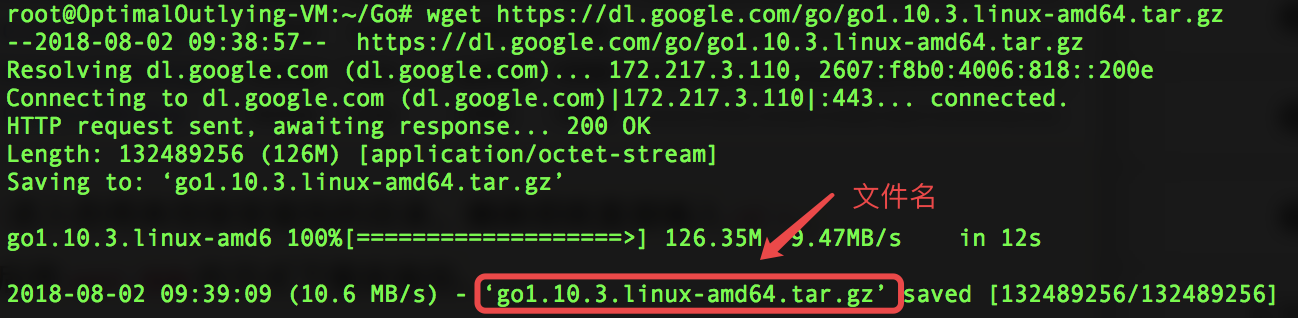 root@OptimalOutlying-VM:~/Go# wget https://dl.google.com/go/go1.10.3.linux-amd64.tar.gz
--2018-08-02 09:38:57--  https://dl.google.com/go/go1.10.3.linux-amd64.tar.gz
Resolving dl.google.com (dl.google.com)... 172.217.3.110, 2607:f8b0:4006:818::200e
Connecting to dl.google.com (dl.google.com)|172.217.3.110|:443... connected.
HTTP request sent, awaiting response... 200 OK
Length: 132489256 (126M) [application/octet-stream]
Saving to: ‘go1.10.3.linux-amd64.tar.gz’
文件名
go1.10.3.linux-amd6 100%[===================>] 126.35M  9.47MB/s    in 12s
2018-08-02 09:39:09 (10.6 MB/s) - ‘go1.10.3.linux-amd64.tar.gz’ saved [132489256/132489256]